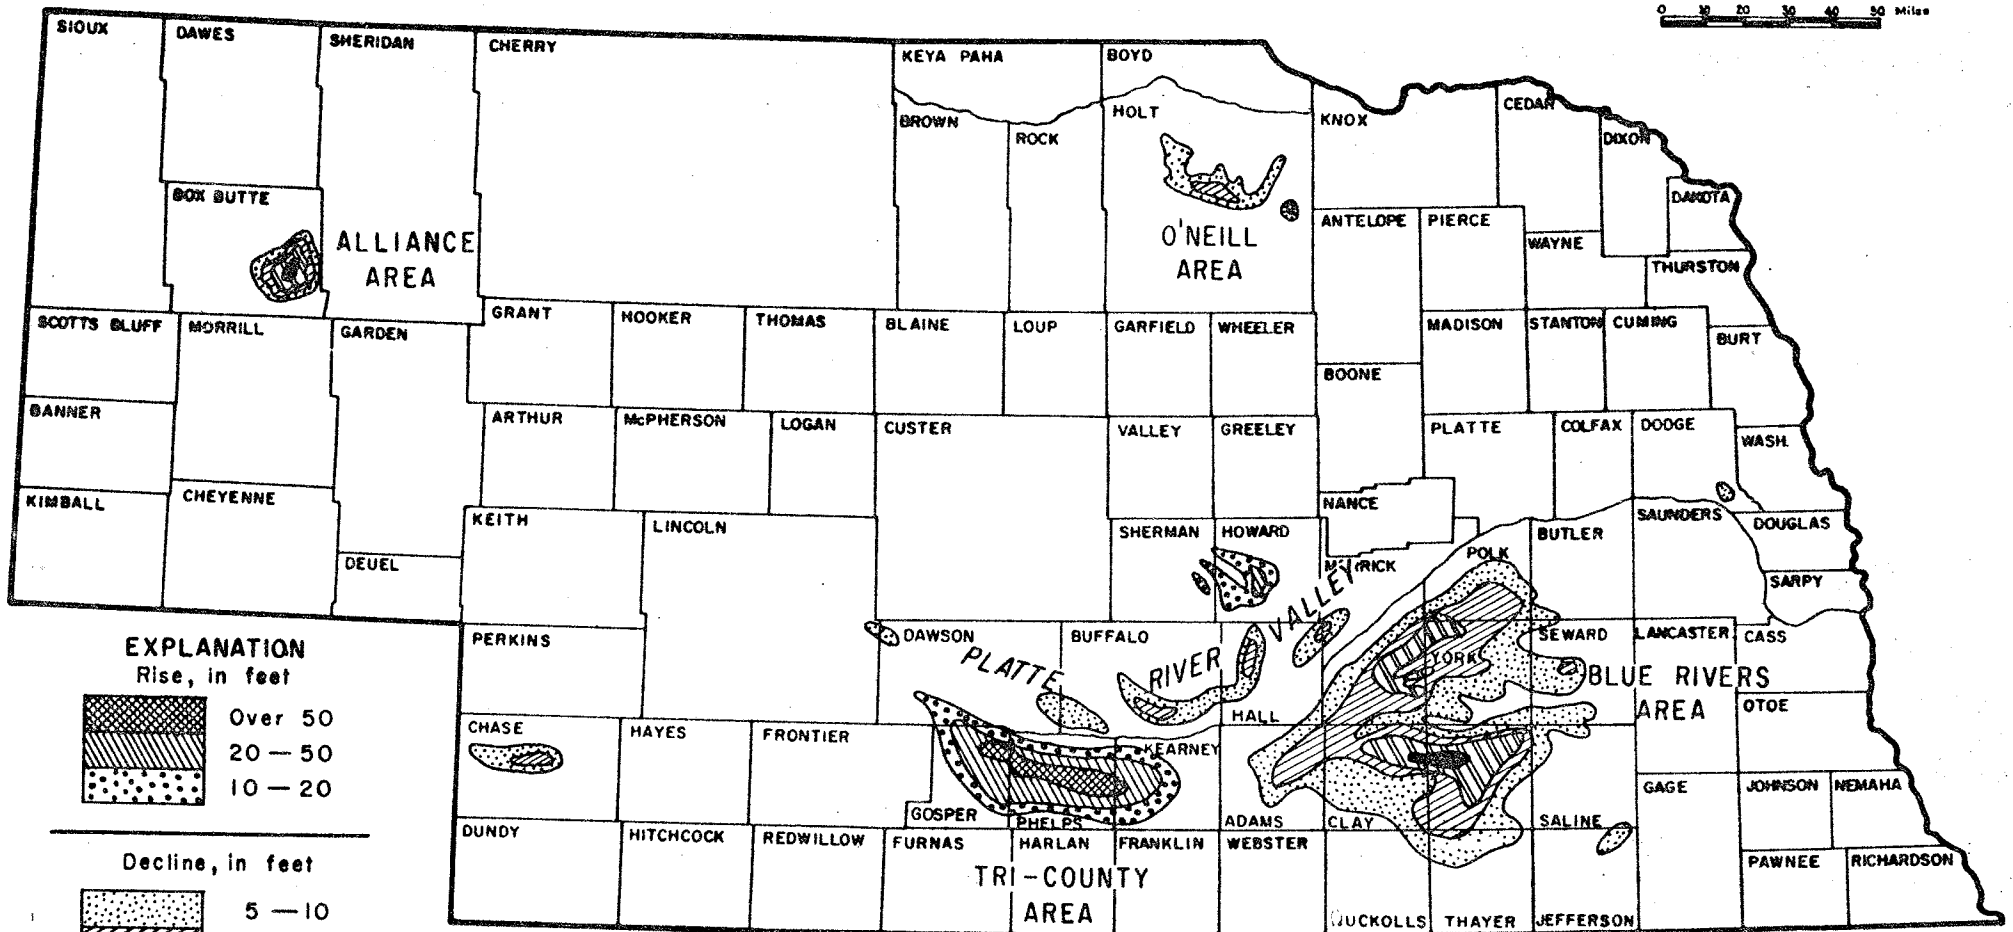 0 10 20 30 40 50 Miles
SIOUX
DAWES
SHERIDAN
CHERRY
KEYA PAHA
BOYD
BROWN
ROCK
HOLT
KNOX
CEDAR
DIXON
DAKOTA
BOX BUTTE
ALLIANCE
AREA
O'NEILL
AREA
ANTELOPE
PIERCE
WAYNE
THURSTON
SCOTTS BLUFF
MORRILL
GARDEN
GRANT
HOOKER
THOMAS
BLAINE
LOUP
GARFIELD
WHEELER
MADISON
STANTON
CUMING
BURT
BOONE
BANNER
ARTHUR
McPHERSON
LOGAN
CUSTER
VALLEY
GREELEY
PLATTE
COLFAX
DODGE
WASH.
KIMBALL
CHEYENNE
KEITH
LINCOLN
NANCE
SHERMAN
HOWARD
BUTLER
SAUNDERS
DOUGLAS
DEUEL
POLK
SARPY
PERKINS
DAWSON
BUFFALO
PLATTE RIVER VALLEY
YORK
SEWARD
LANCASTER
CASS
BLUE RIVERS
AREA
OTOE
HALL
CHASE
HAYES
FRONTIER
KEARNEY
GOSPER
PHELPS
ADAMS
CLAY
SALINE
GAGE
JOHNSON
NEMAHA
DUNDY
HITCHCOCK
REDWILLOW
FURNAS
HARLAN
FRANKLIN
WEBSTER
PAWNEE
RICHARDSON
TRI-COUNTY
AREA
THAYER
JEFFERSON
EXPLANATION
Rise, in feet
Over 50
20 — 50
10 — 20
Decline, in feet
5 — 10